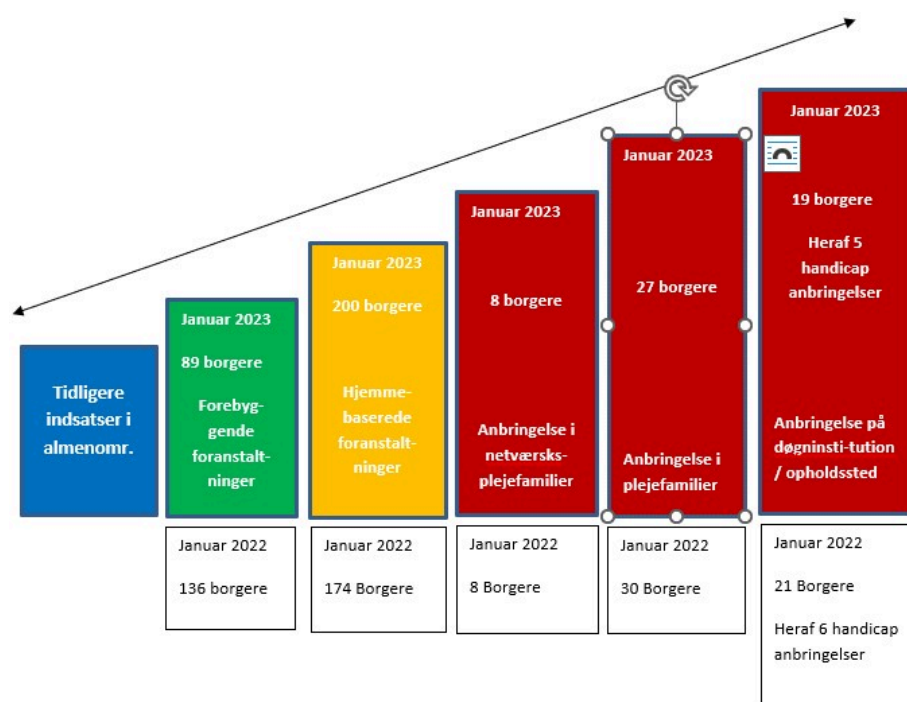 Tidligere
indsatser i
almenomr.
Januar 2023
89 borgere
Forebyg-
gende
foranstalt-
ninger
Januar 2023
200 borgere
Hjemme-
baserede
foranstalt-
ninger
Januar 2023
8 borgere
Anbringelse i
netværsks-
plejefamilier
Januar 2023
27 borgere
Anbringelse i
plejefamilier
Januar 2023
19 borgere
Heraf 5
handicap
anbringelser
Anbringelse på
døgninsti-tution
/ opholdssted
Januar 2022
136 borgere
Januar 2022
174 Borgere
Januar 2022
8 Borgere
Januar 2022
30 Borgere
Januar 2022
21 Borgere
Heraf 6 handicap
anbringelser